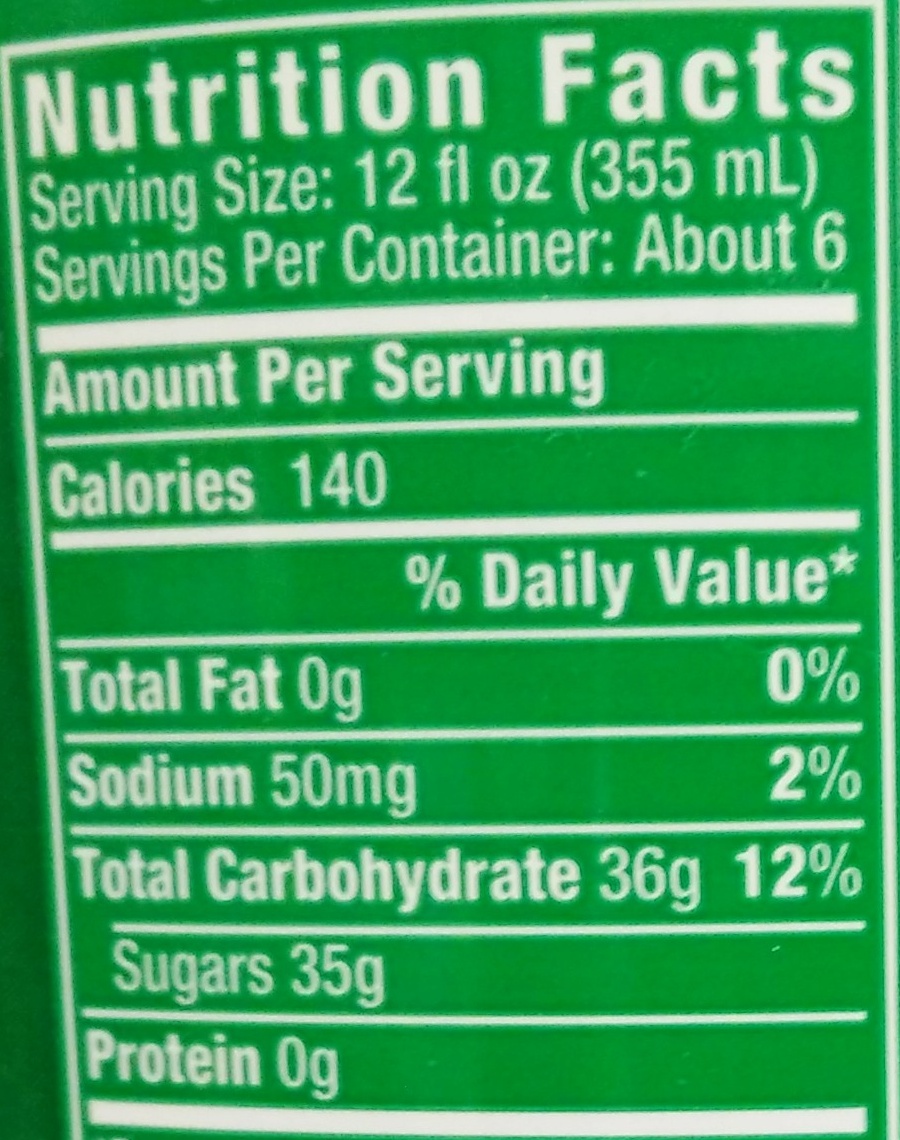 Nutrition Facts
Serving Size: 12 fl oz (355 mL)
Servings Per Container: About 6
Amount Per Serving
Calories 140
% Daily Value*
Total Fat 0g 0%
Sodium 50mg 2%
Total Carbohydrate 36g 12%
Sugars 35g
Protein 0g